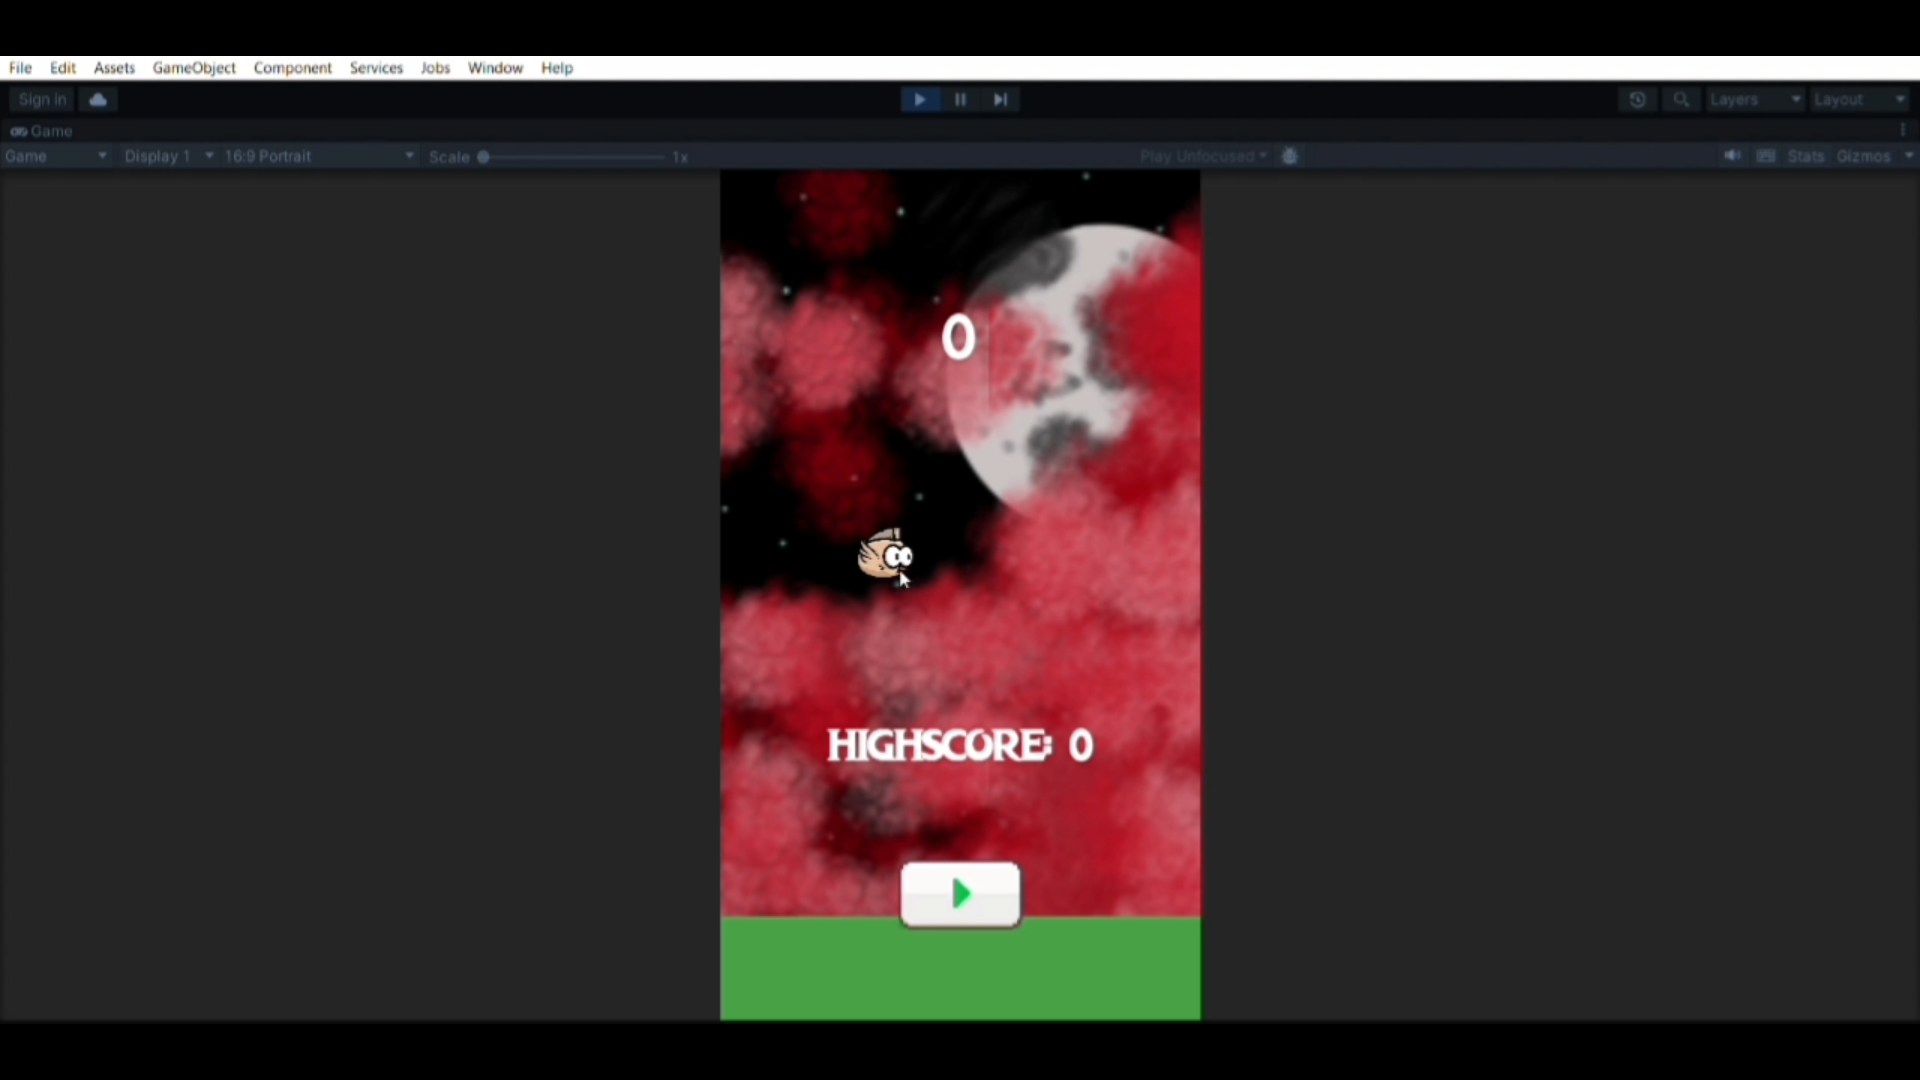 File Edit Assets GameObject Component Services Jobs Window Help
Sign in Layers Layout
Game
Game Display 1 16:9 Portrait Scale 1x Play Unfocused Stats Gizmos
0
HIGHSCORE: 0